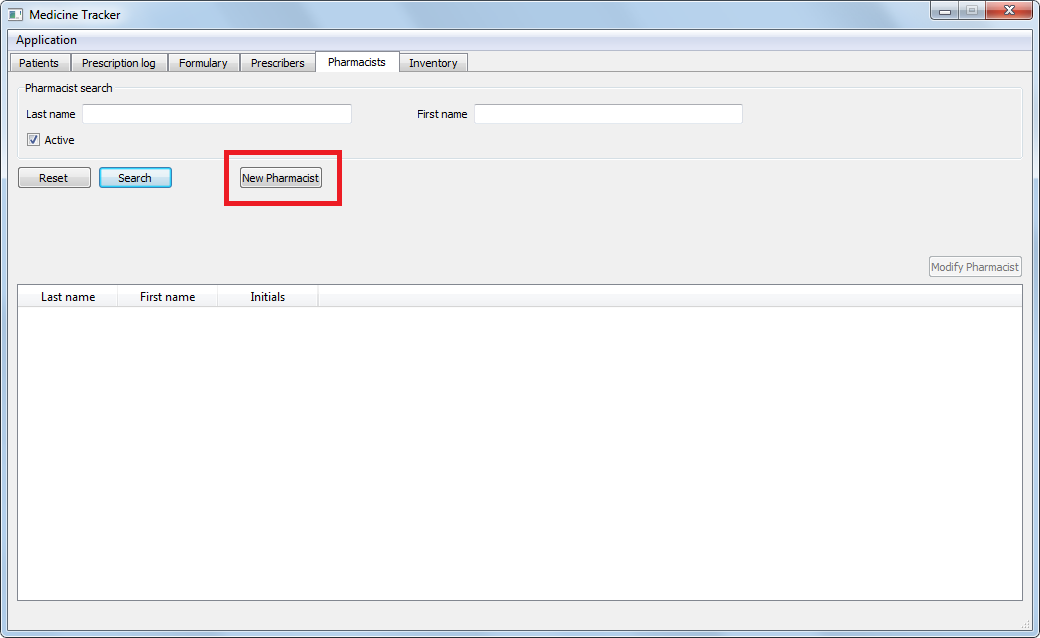 Medicine Tracker
Application
Patients Prescription log Formulary Prescribers Pharmacists Inventory
Pharmacist search
Last name First name
Active
Reset Search New Pharmacist
Modify Pharmacist
Last name First name Initials